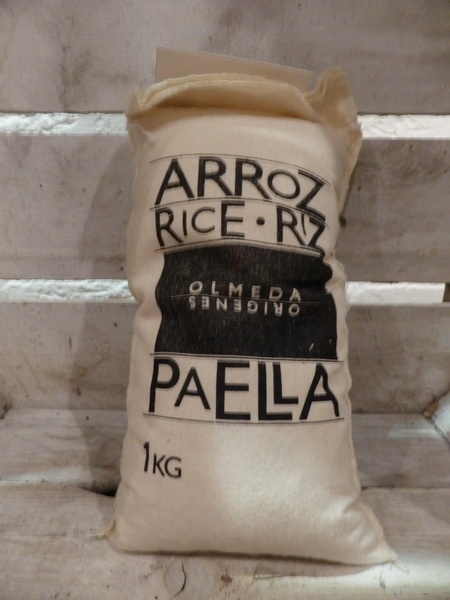 ARROZ
RICE • RIZ
OLMEDA
ORIGENES
PAELLA
1KG